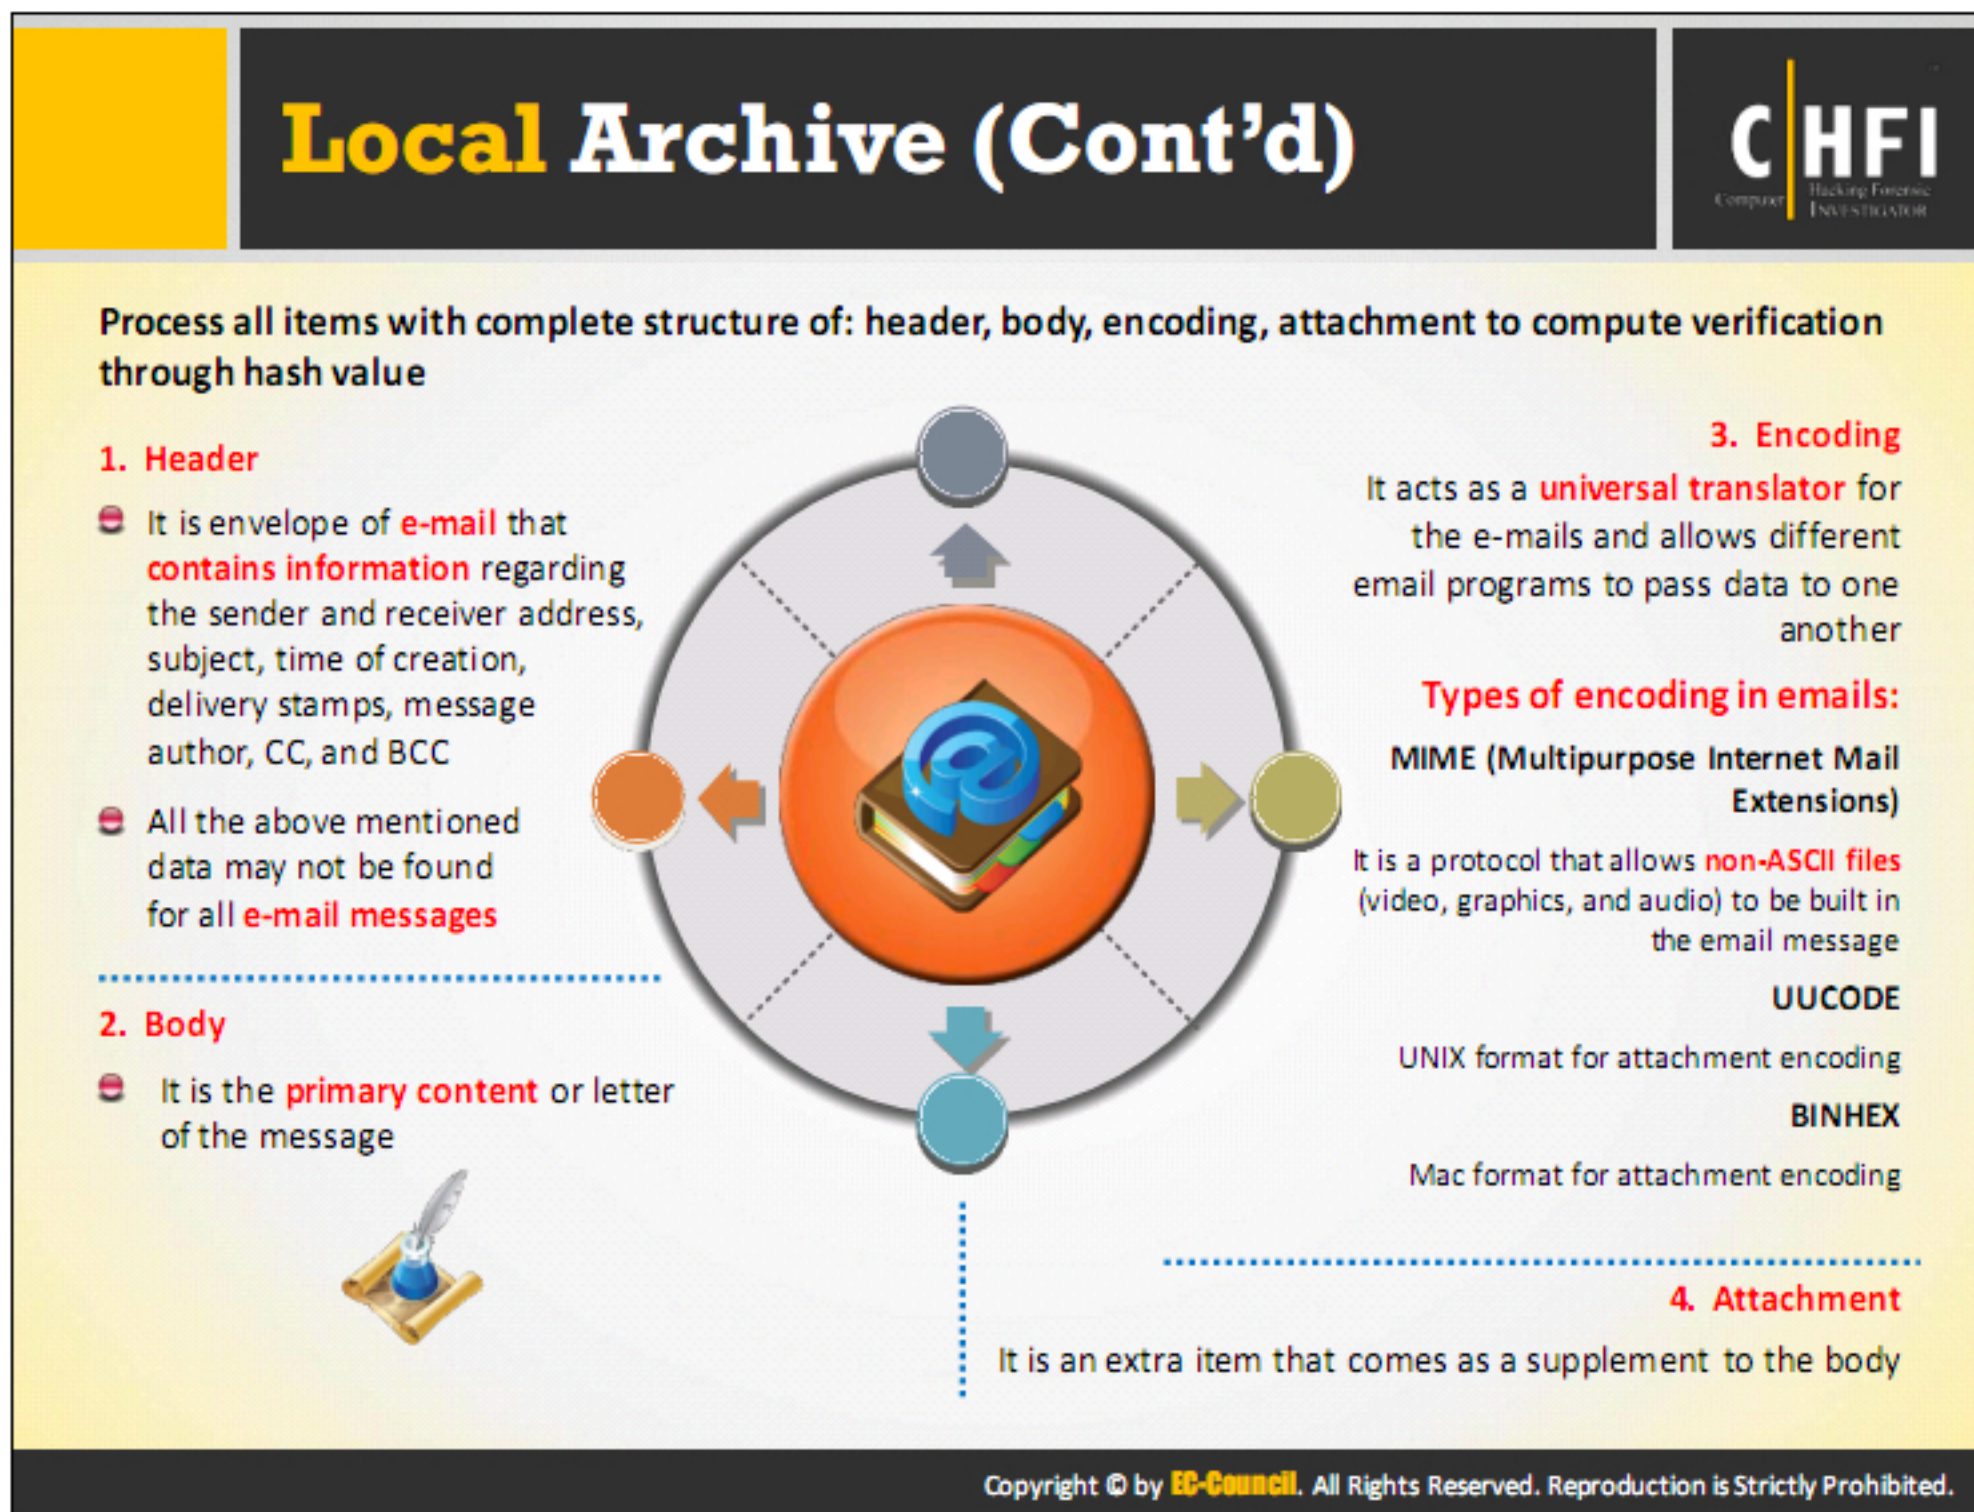 Local Archive (Cont'd)
C HFI
Computer
Hacking Forensic
INVESTIGATOR
Process all items with complete structure of: header, body, encoding, attachment to compute verification
through hash value
1. Header
It is envelope of e-mail that
contains information regarding
the sender and receiver address,
subject, time of creation,
delivery stamps, message
author, CC, and BCC
All the above mentioned
data may not be found
for all e-mail messages
2. Body
It is the primary content or letter
of the message
3. Encoding
It acts as a universal translator for
the e-mails and allows different
email programs to pass data to one
another
Types of encoding in emails:
MIME (Multipurpose Internet Mail
Extensions)
It is a protocol that allows non-ASCII files
(video, graphics, and audio) to be built in
the email message
UUCODE
UNIX format for attachment encoding
BINHEX
Mac format for attachment encoding
4. Attachment
It is an extra item that comes as a supplement to the body
Copyright © by EC-Council. All Rights Reserved. Reproduction is Strictly Prohibited.